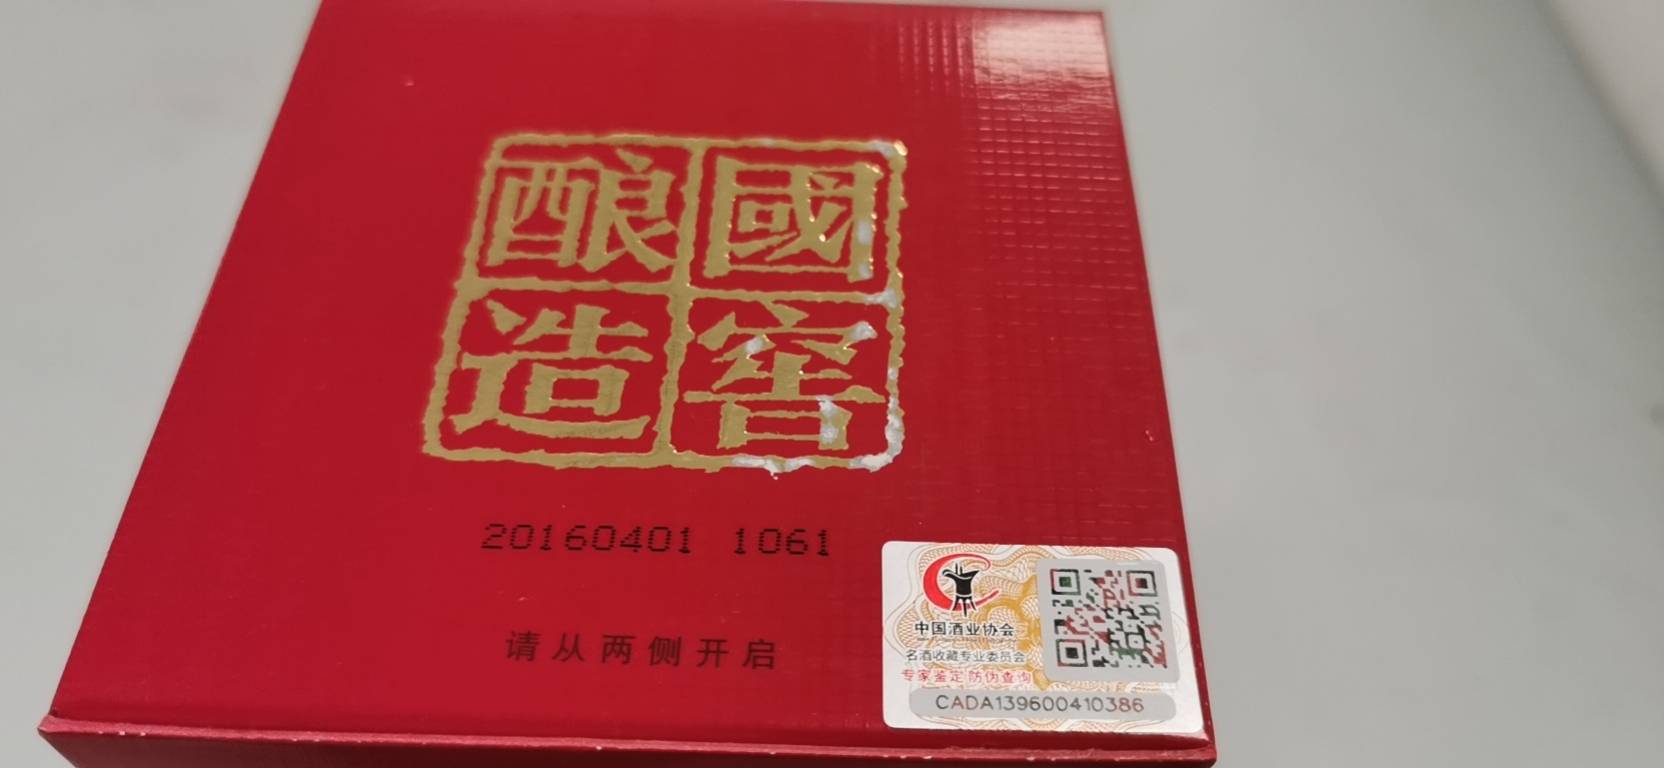 國窖
酿造
20160401 1061
请从两侧开启
中国酒业协会
名酒收藏专业委员会
专家鉴定 防伪查询
CADA139600410386